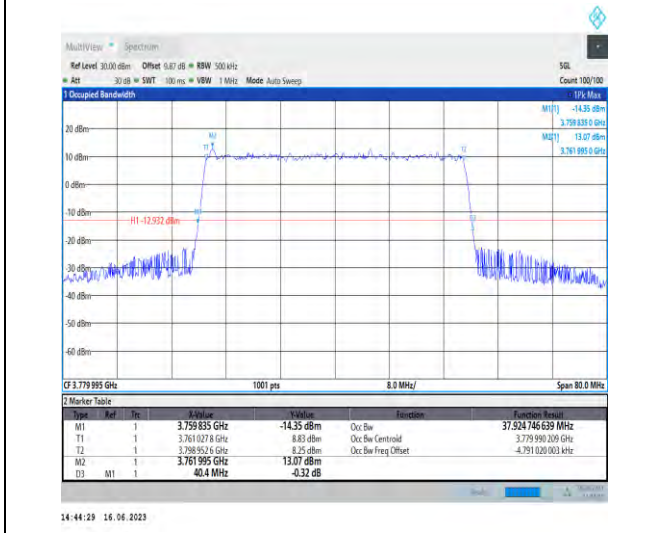 MultiView Spectrum
Ref Level 30.00 dBm Offset 0.87 dB RBW 500 kHz SGL
Att 30 dB SWT 100 ms VBW 1 MHz Mode Auto Sweep Count 100/100
1 Occupied Bandwidth 1Pk Max
M1[1] -14.35 dBm
3.759 835 0 GHz
M2[1] 13.07 dBm
3.761 995 0 GHz
20 dBm
M2
T1
T2
10 dBm
0 dBm
-10 dBm
H1 -12.932 dBm
-20 dBm
-30 dBm
-40 dBm
-50 dBm
-60 dBm
CF 3.779 995 GHz 1001 pts 8.0 MHz/ Span 80.0 MHz
2 Marker Table
Type Ref Trc X-Value Y-Value Function Function Result
M1 1 3.759 835 GHz -14.35 dBm Occ Bw 37.924 746 639 MHz
T1 1 3.761 027 8 GHz 8.83 dBm Occ Bw Centroid 3.779 990 209 GHz
T2 1 3.798 952 6 GHz 8.25 dBm Occ Bw Freq Offset -4.791 020 003 kHz
M2 1 3.761 995 GHz 13.07 dBm
D3 M1 1 40.4 MHz -0.32 dB
14:44:29 16.06.2023